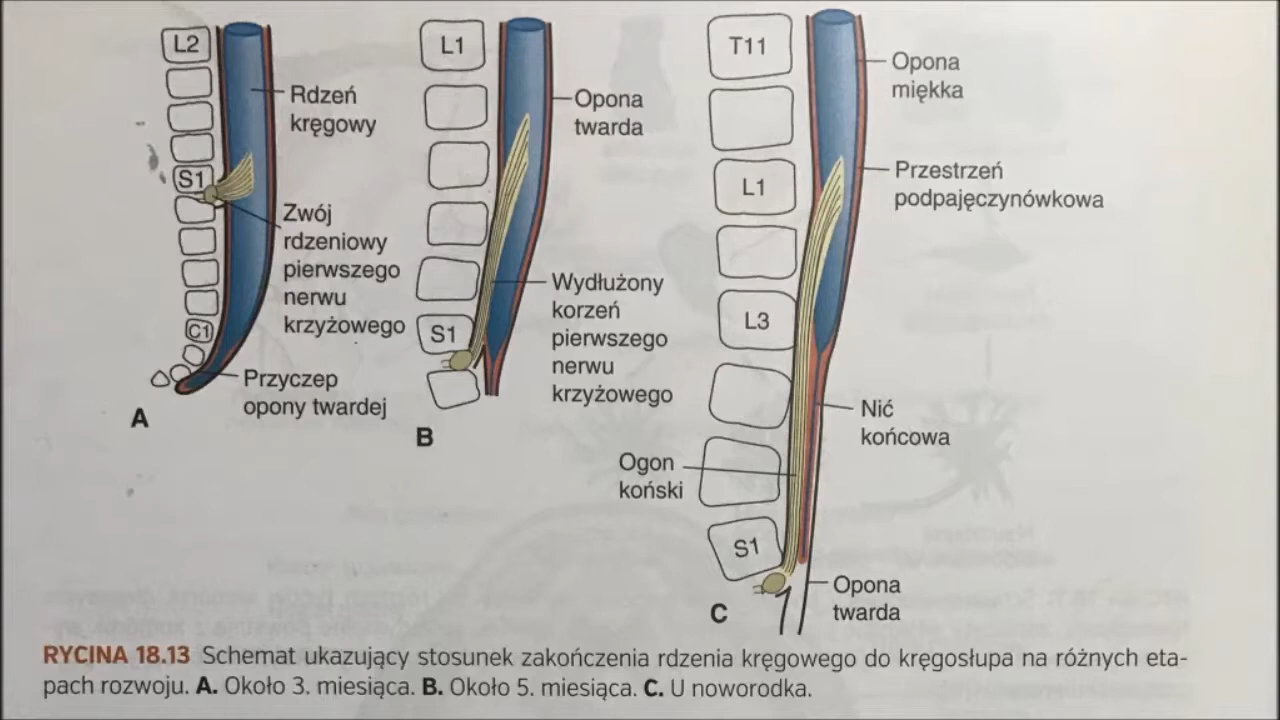 L2
S1
C1
Rdzeń
kręgowy
Zwój
rdzeniowy
pierwszego
nerwu
krzyżowego
Przyczep
opony twardej
A
L1
S1
Opona
twarda
Wydłużony
korzeń
pierwszego
nerwu
krzyżowego
B
T11
L1
L3
S1
Opona
miękka
Przestrzeń
podpajęczynówkowa
Nić
końcowa
Ogon
koński
Opona
twarda
C
RYCINA 18.13 Schemat ukazujący stosunek zakończenia rdzenia kręgowego do kręgosłupa na różnych eta-
pach rozwoju. A. Około 3. miesiąca. B. Około 5. miesiąca. C. U noworodka.